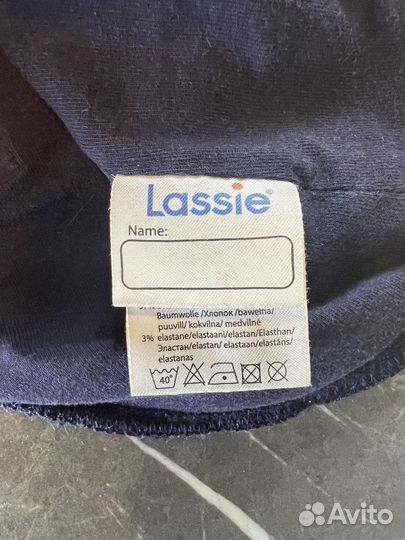 Lassie®
Name:
Baumwolle /Хлопок /bawełna/
puuvill/ kokvilna/ medvilnė
3% elastane/elastaani/elastan/Elasthan/
Эластан/elastan/ elastaan/elastāns/
elastanas
40°
Avito